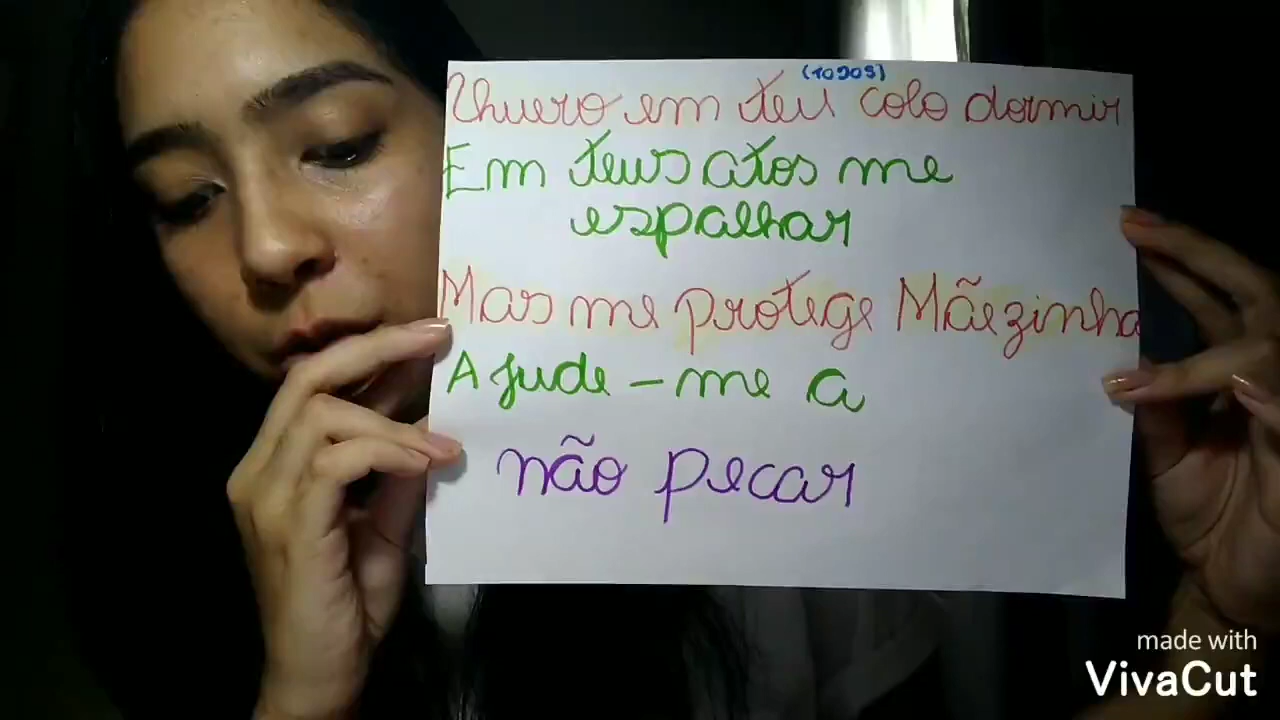 (TODOS)
Quero em teu colo dormir
Em teus atos me
espalhar
Mas me protege Mãezinha
Ajude-me a
não pecar
made with
VivaCut